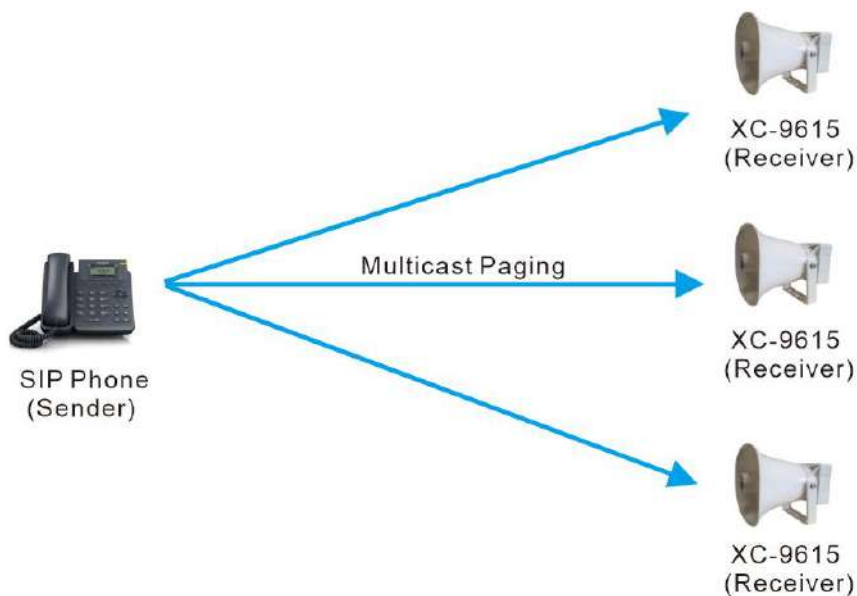 XC-9615
(Receiver)
Multicast Paging
XC-9615
(Receiver)
SIP Phone
(Sender)
XC-9615
(Receiver)